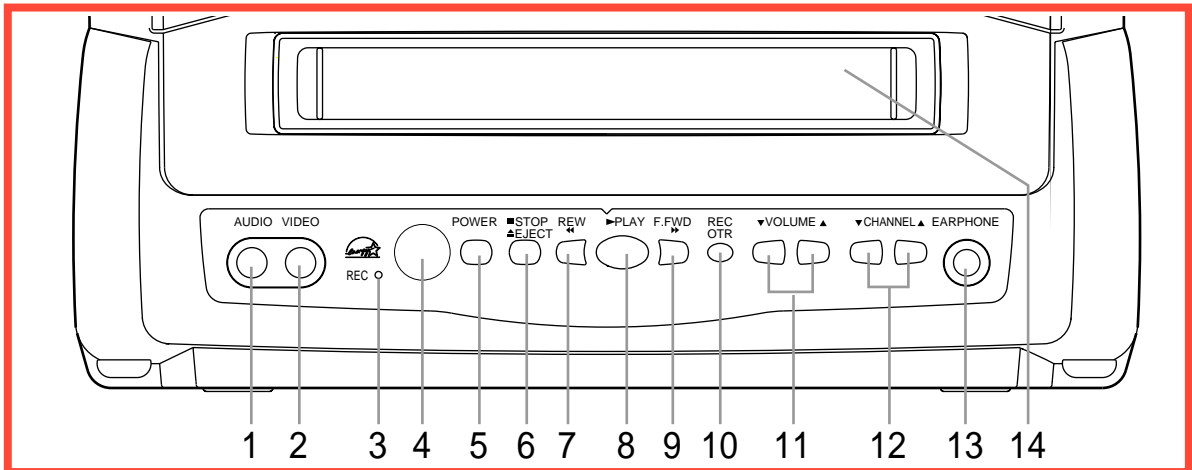 AUDIO VIDEO
POWER
■STOP
⏏EJECT
REW
◀◀
►PLAY
F.FWD
▶▶
REC
OTR
▼VOLUME▲
▼CHANNEL▲
EARPHONE
Energy
REC
1 2 3 4 5 6 7 8 9 10 11 12 13 14